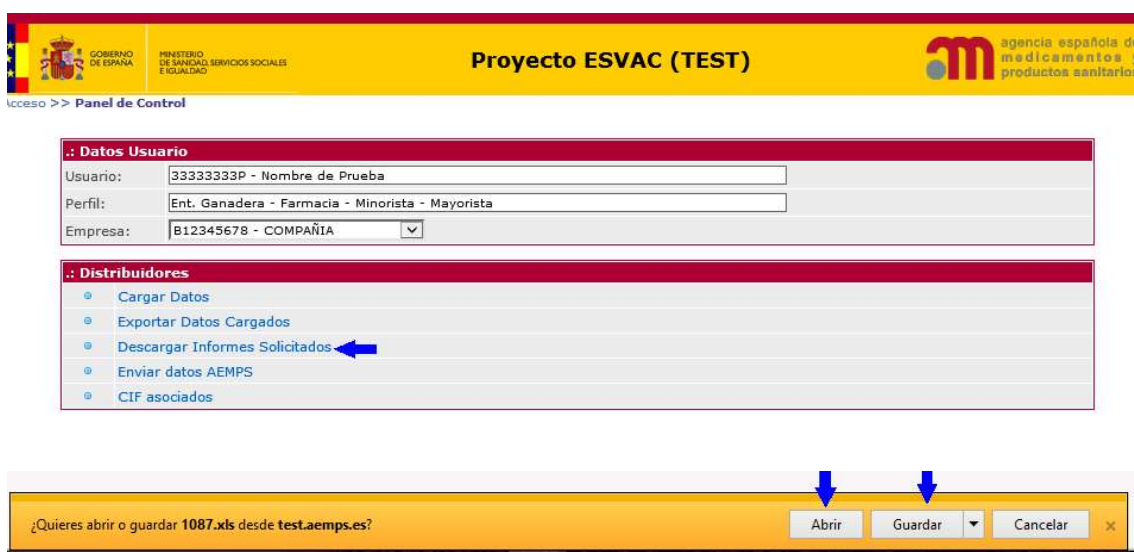 GOBIERNO
DE ESPAÑA
MINISTERIO
DE SANIDAD, SERVICIOS SOCIALES
E IGUALDAD
Proyecto ESVAC (TEST)
agencia española de
medicamentos y
productos sanitarios
Acceso >> Panel de Control
.: Datos Usuario
Usuario: 33333333P - Nombre de Prueba
Perfil: Ent. Ganadera - Farmacia - Minorista - Mayorista
Empresa: B12345678 - COMPAÑIA
.: Distribuidores
Cargar Datos
Exportar Datos Cargados
Descargar Informes Solicitados
Enviar datos AEMPS
CIF asociados
¿Quieres abrir o guardar 1087.xls desde test.aemps.es? Abrir Guardar Cancelar ×